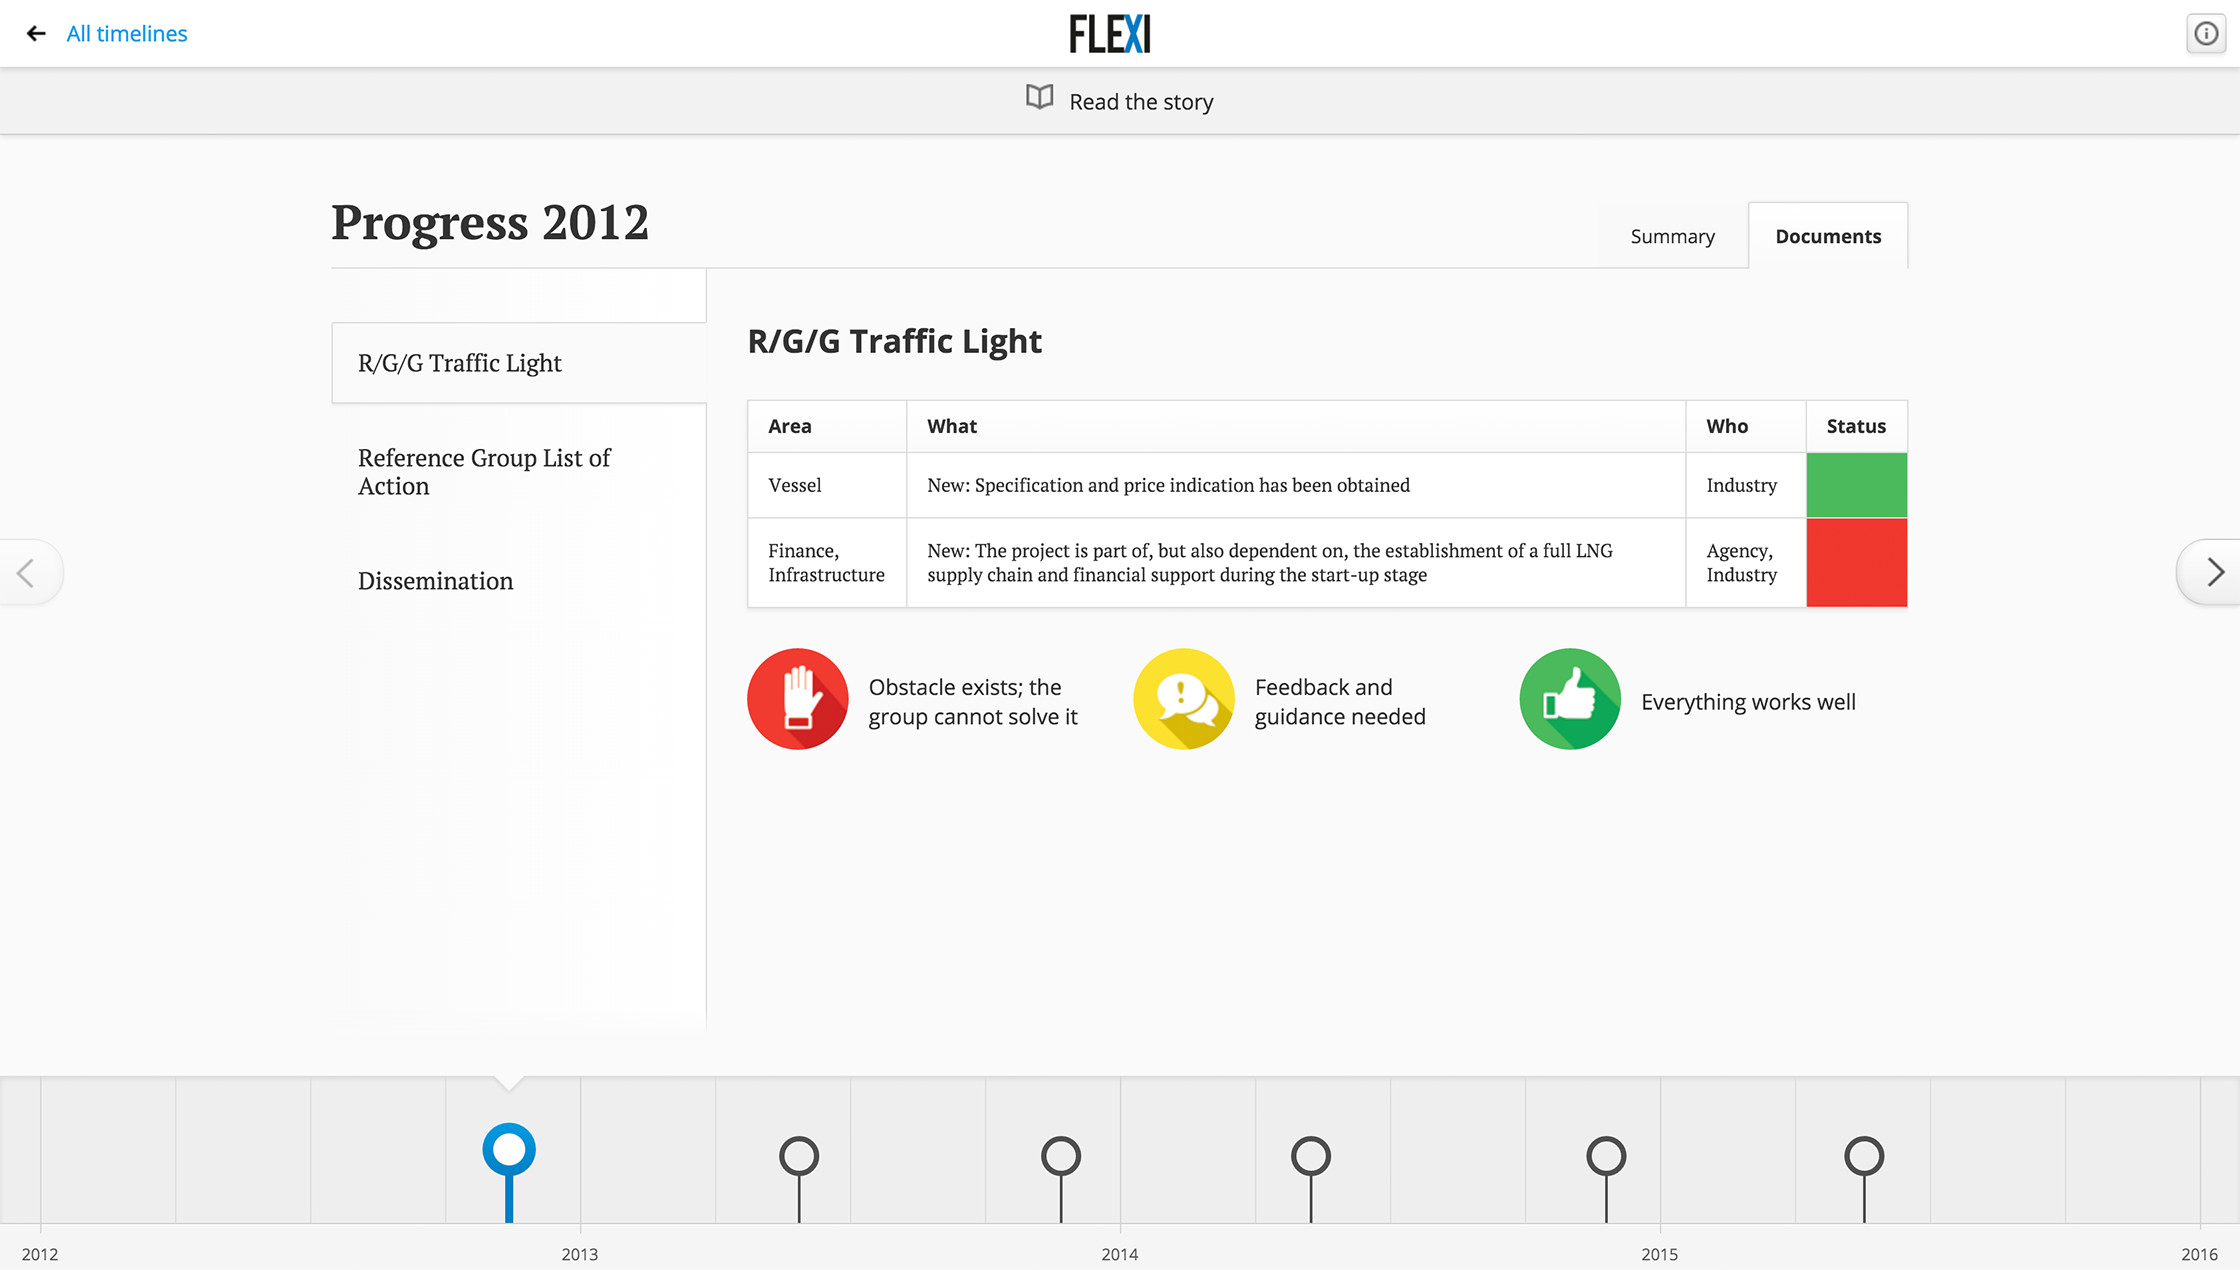 All timelines
FLEXI
Read the story
Progress 2012
Summary
Documents
R/G/G Traffic Light
Reference Group List of
Action
Dissemination
R/G/G Traffic Light
Area What Who Status
Vessel New: Specification and price indication has been obtained Industry
Finance,
Infrastructure
New: The project is part of, but also dependent on, the establishment of a full LNG
supply chain and financial support during the start-up stage
Agency,
Industry
Obstacle exists; the
group cannot solve it
Feedback and
guidance needed
Everything works well
2012 2013 2014 2015 2016